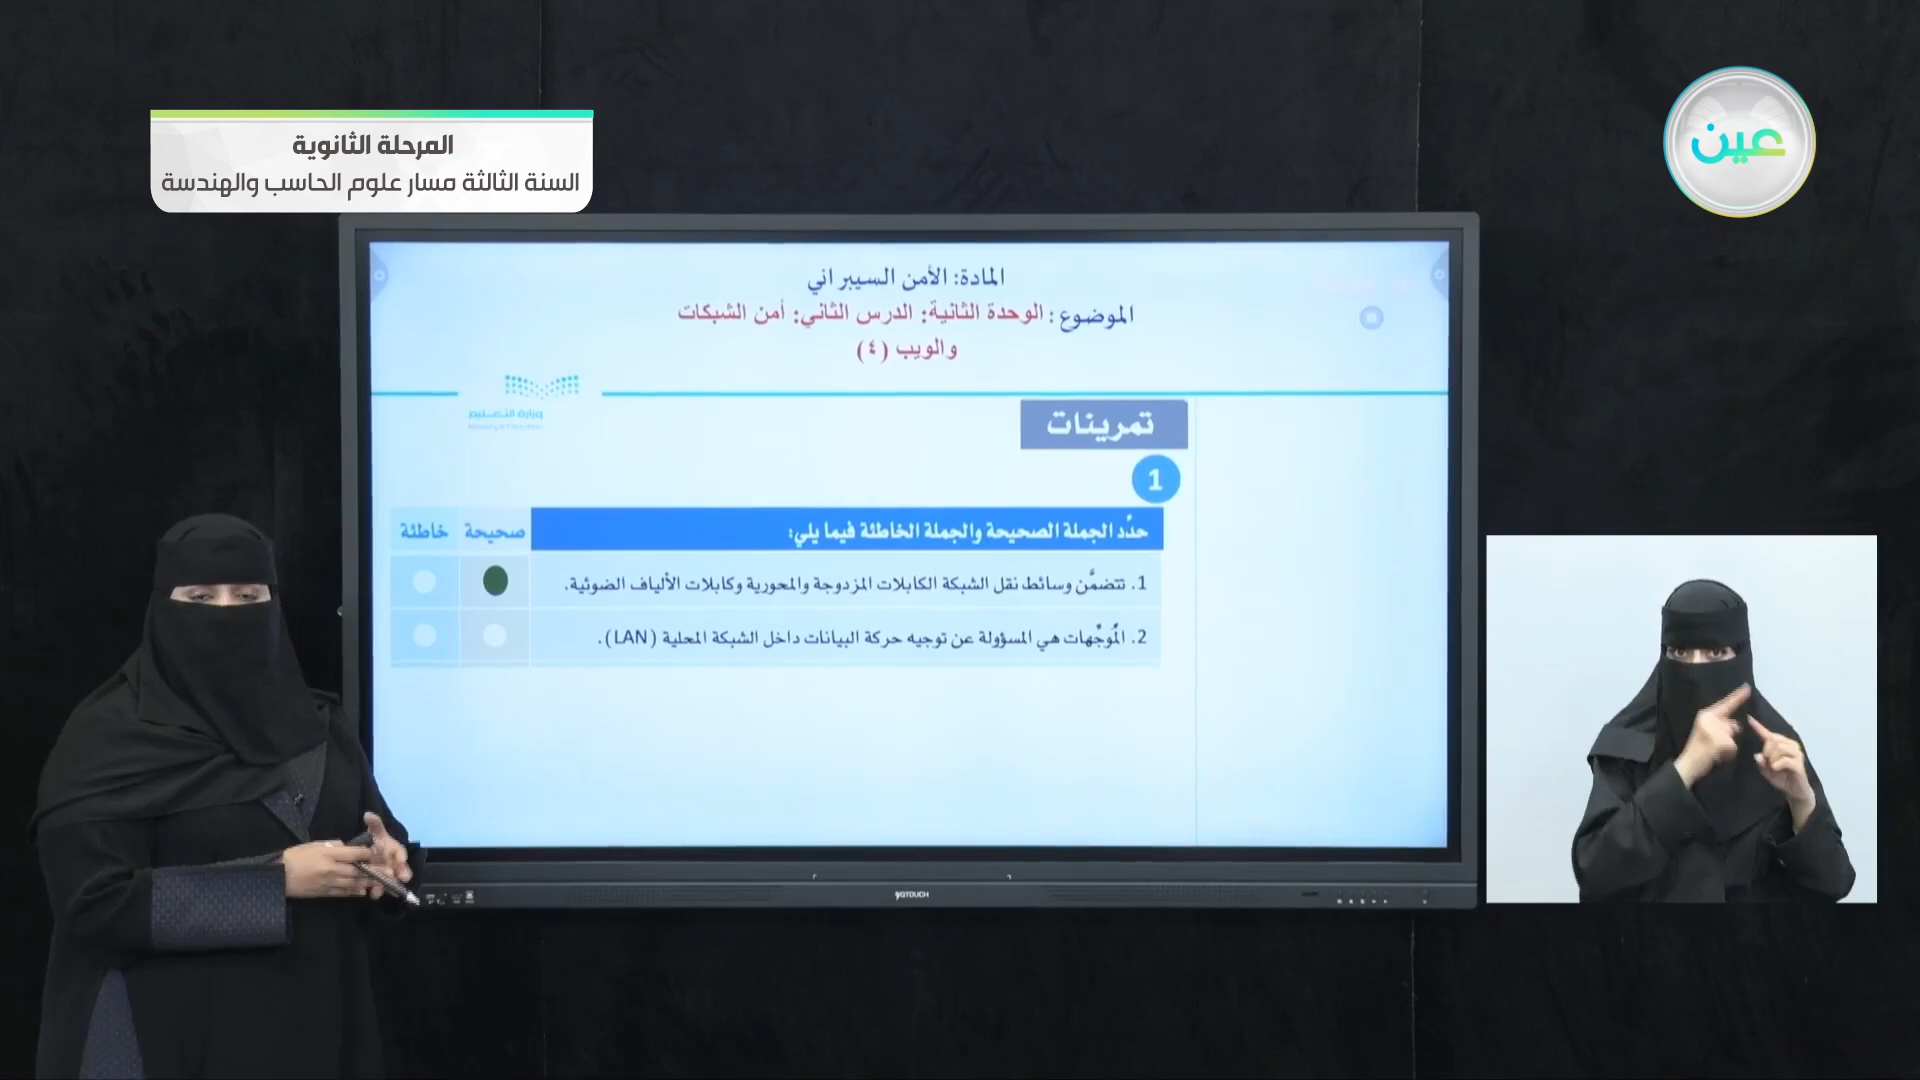 المرحلة الثانوية
السنة الثالثة مسار علوم الحاسب والهندسة
عين
المادة: الأمن السيبراني
الموضوع: الوحدة الثانية: الدرس الثاني: أمن الشبكات
والويب (٤)
وزارة التعليم
Ministry of Education
تمرينات
1
حدِّد الجملة الصحيحة والجملة الخاطئة فيما يلي: صحيحة خاطئة
1. تتضمَّن وسائط نقل الشبكة الكابلات المزدوجة والمحورية وكابلات الألياف الضوئية.
2. المُوجِّهات هي المسؤولة عن توجيه حركة البيانات داخل الشبكة المحلية (LAN).